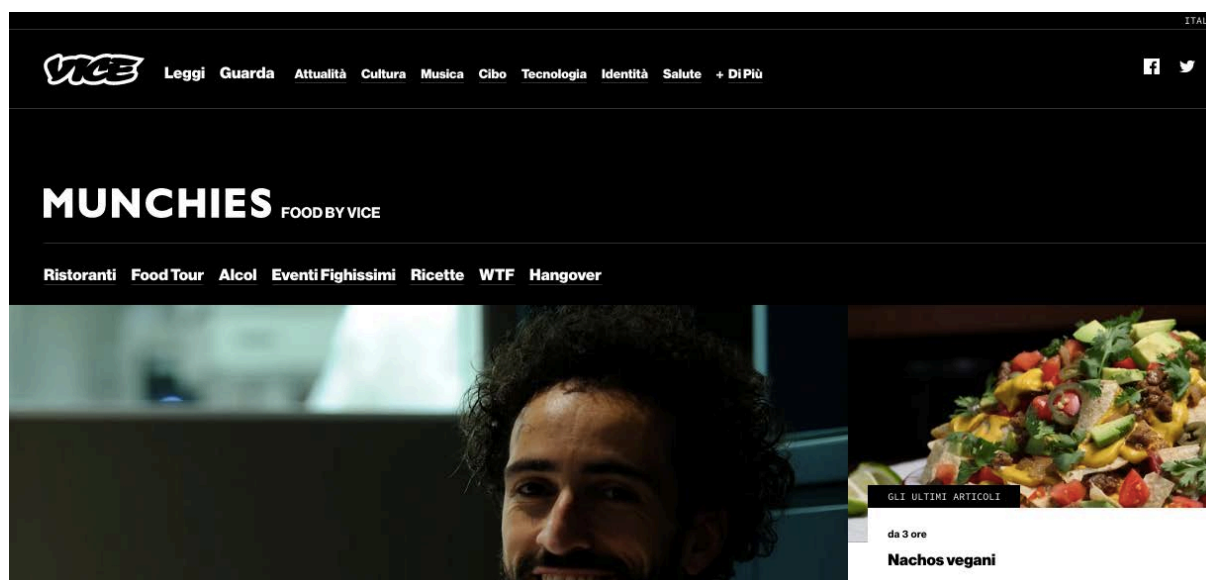 ITAL
VICE Leggi Guarda Attualità Cultura Musica Cibo Tecnologia Identità Salute + Di Più
MUNCHIES FOOD BY VICE
Ristoranti Food Tour Alcol Eventi Fighissimi Ricette WTF Hangover
GLI ULTIMI ARTICOLI
da 3 ore
Nachos vegani